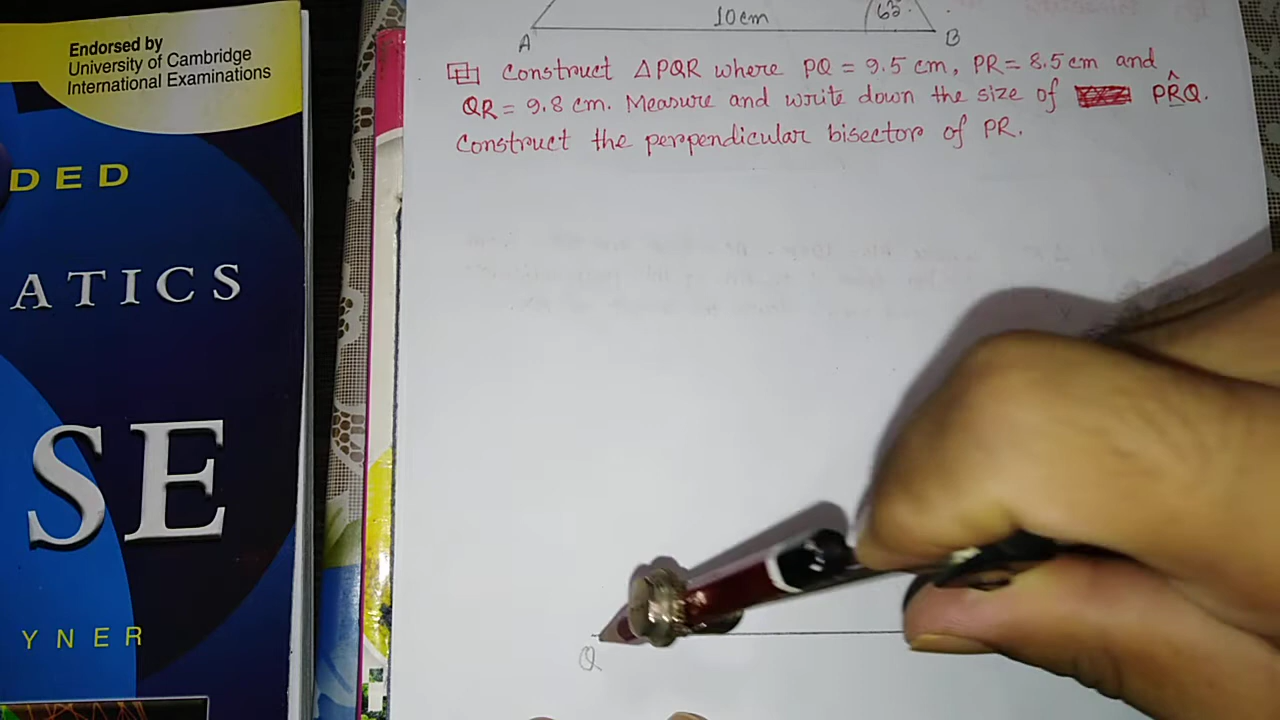 Endorsed by
University of Cambridge
International Examinations
DED
ATICS
SE
YNER
10cm
63°
A
B
Construct ΔPQR where PQ = 9.5 cm, PR = 8.5 cm and
QR = 9.8 cm. Measure and write down the size of PR̂Q.
Construct the perpendicular bisector of PR.
Q